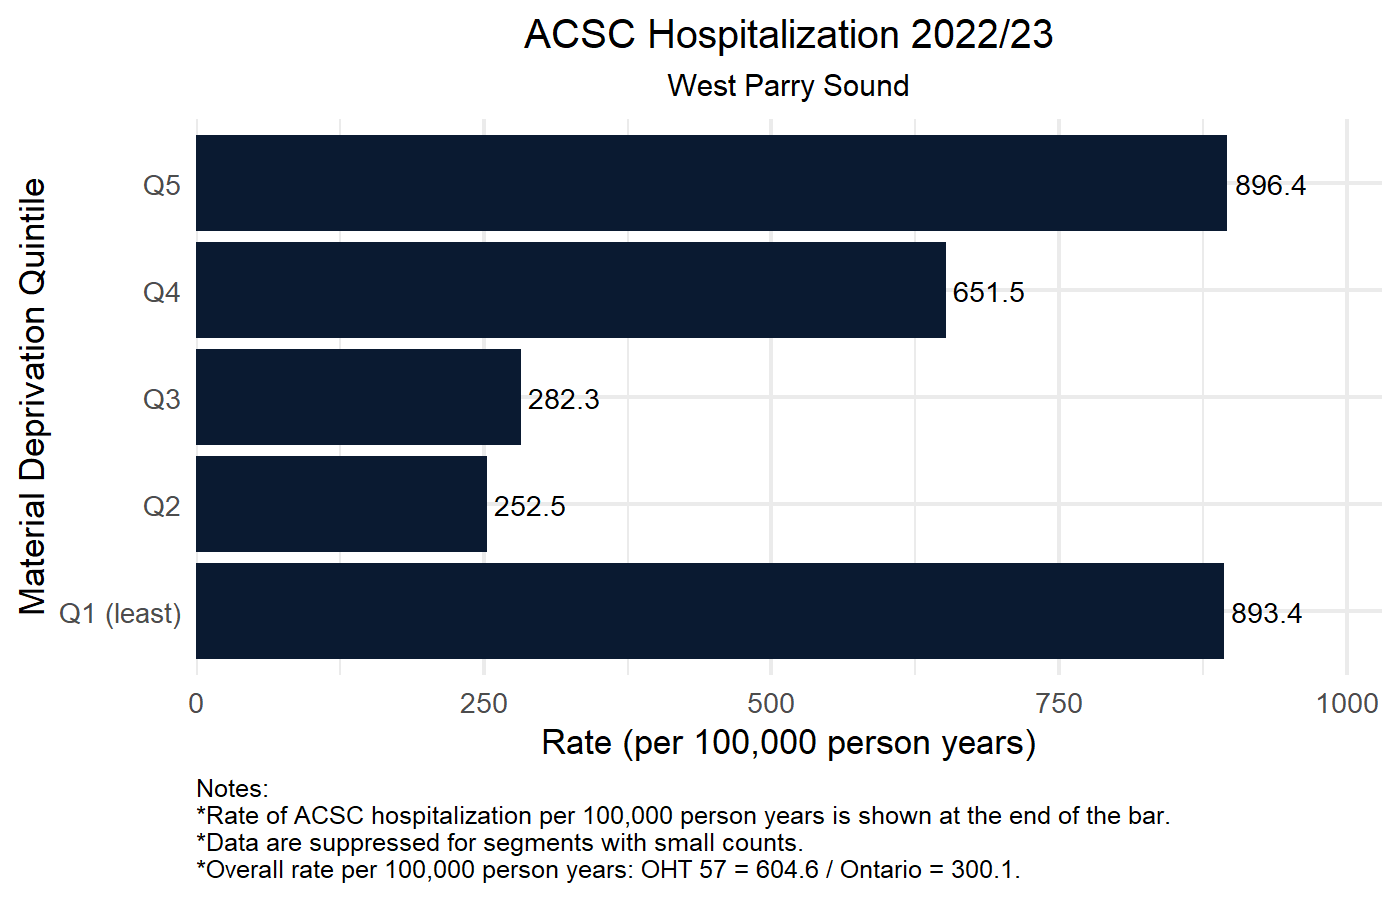 ACSC Hospitalization 2022/23
West Parry Sound
Material Deprivation Quintile
Q5
896.4
Q4
651.5
Q3
282.3
Q2
252.5
Q1 (least)
893.4
0 250 500 750 1000
Rate (per 100,000 person years)
Notes:
*Rate of ACSC hospitalization per 100,000 person years is shown at the end of the bar.
*Data are suppressed for segments with small counts.
*Overall rate per 100,000 person years: OHT 57 = 604.6 / Ontario = 300.1.